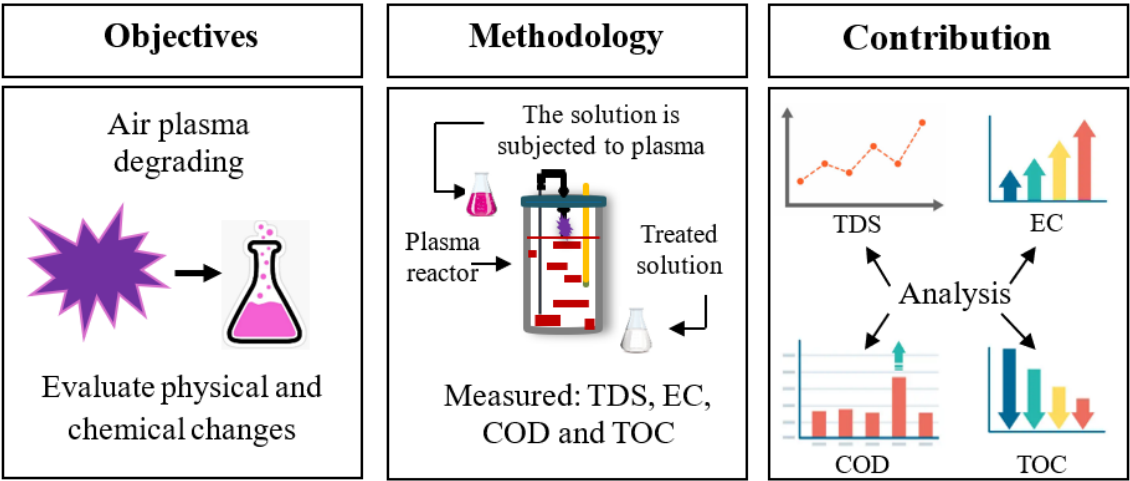 Objectives
Air plasma
degrading
Evaluate physical and
chemical changes
Methodology
The solution is
subjected to plasma
Plasma
reactor
Treated
solution
Measured: TDS, EC,
COD and TOC
Contribution
TDS
EC
Analysis
COD
TOC